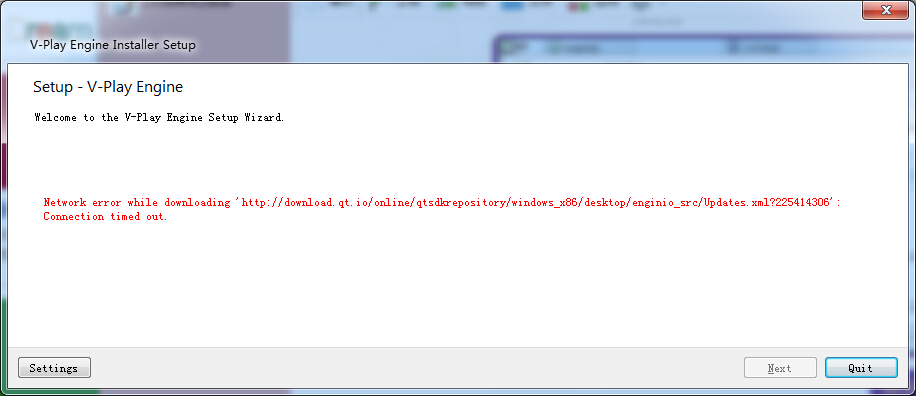 V-Play Engine Installer Setup
Setup - V-Play Engine
Welcome to the V-Play Engine Setup Wizard.
Network error while downloading 'http://download.qt.io/online/qtsdkrepository/windows_x86/desktop/enginio_src/Updates.xml?225414306':
Connection timed out.
Settings
Next
Quit